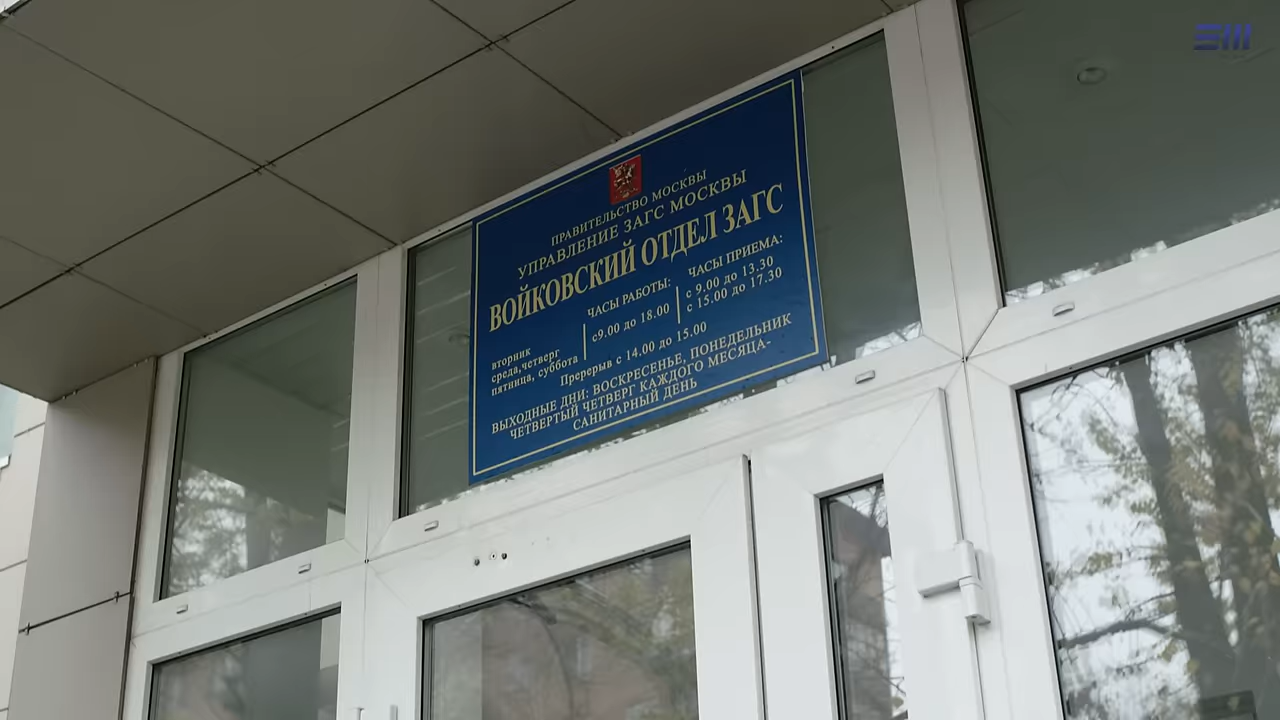 ПРАВИТЕЛЬСТВО МОСКВЫ
УПРАВЛЕНИЕ ЗАГС МОСКВЫ
ВОЙКОВСКИЙ ОТДЕЛ ЗАГС
ЧАСЫ РАБОТЫ:
ЧАСЫ ПРИЕМА:
вторник
среда,четверг
пятница, суббота
с9.00 до 18.00
с 9.00 до 13.30
с 15.00 до 17.30
Пререрыв с 14.00 до 15.00
ВЫХОДНЫЕ ДНИ: ВОСКРЕСЕНЬЕ, ПОНЕДЕЛЬНИК
ЧЕТВЕРТЫЙ ЧЕТВЕРГ КАЖДОГО МЕСЯЦА-
САНИТАРНЫЙ ДЕНЬ